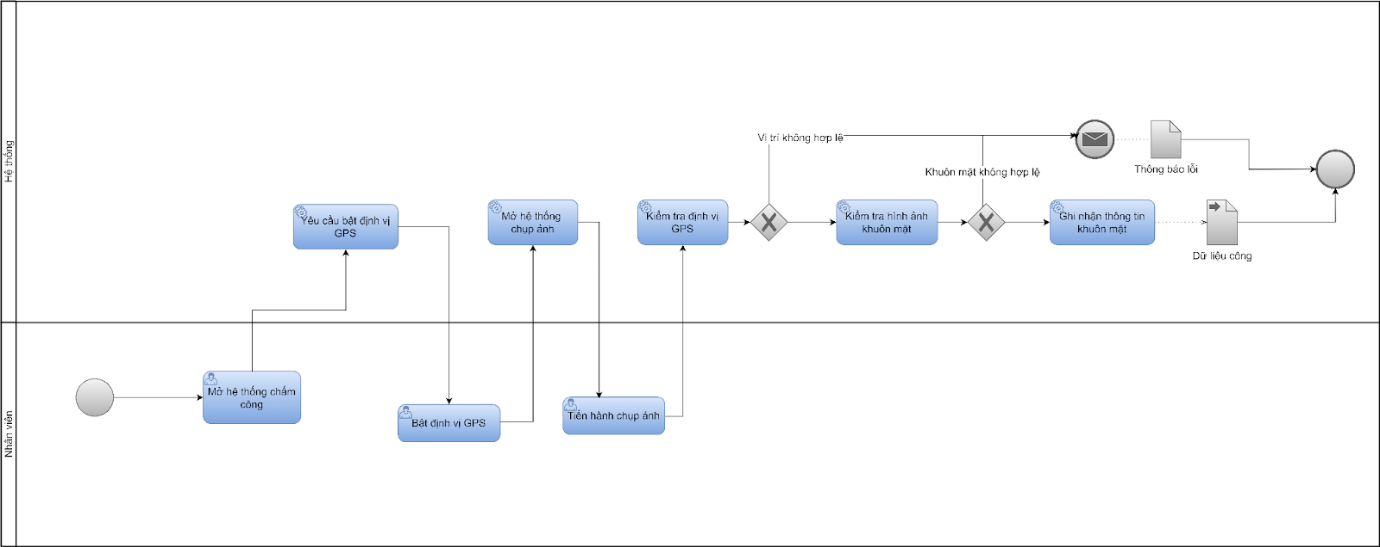 Hệ thống
Vị trí không hợp lệ
Thông báo lỗi
Khuôn mặt không hợp lệ
Yêu cầu bật định vị
GPS
Mở hệ thống
chụp ảnh
Kiểm tra định vị
GPS
Kiểm tra hình ảnh
khuôn mặt
Ghi nhận thông tin
khuôn mặt
Dữ liệu công
Nhân viên
Mở hệ thống chấm
công
Bật định vị GPS
Tiến hành chụp ảnh